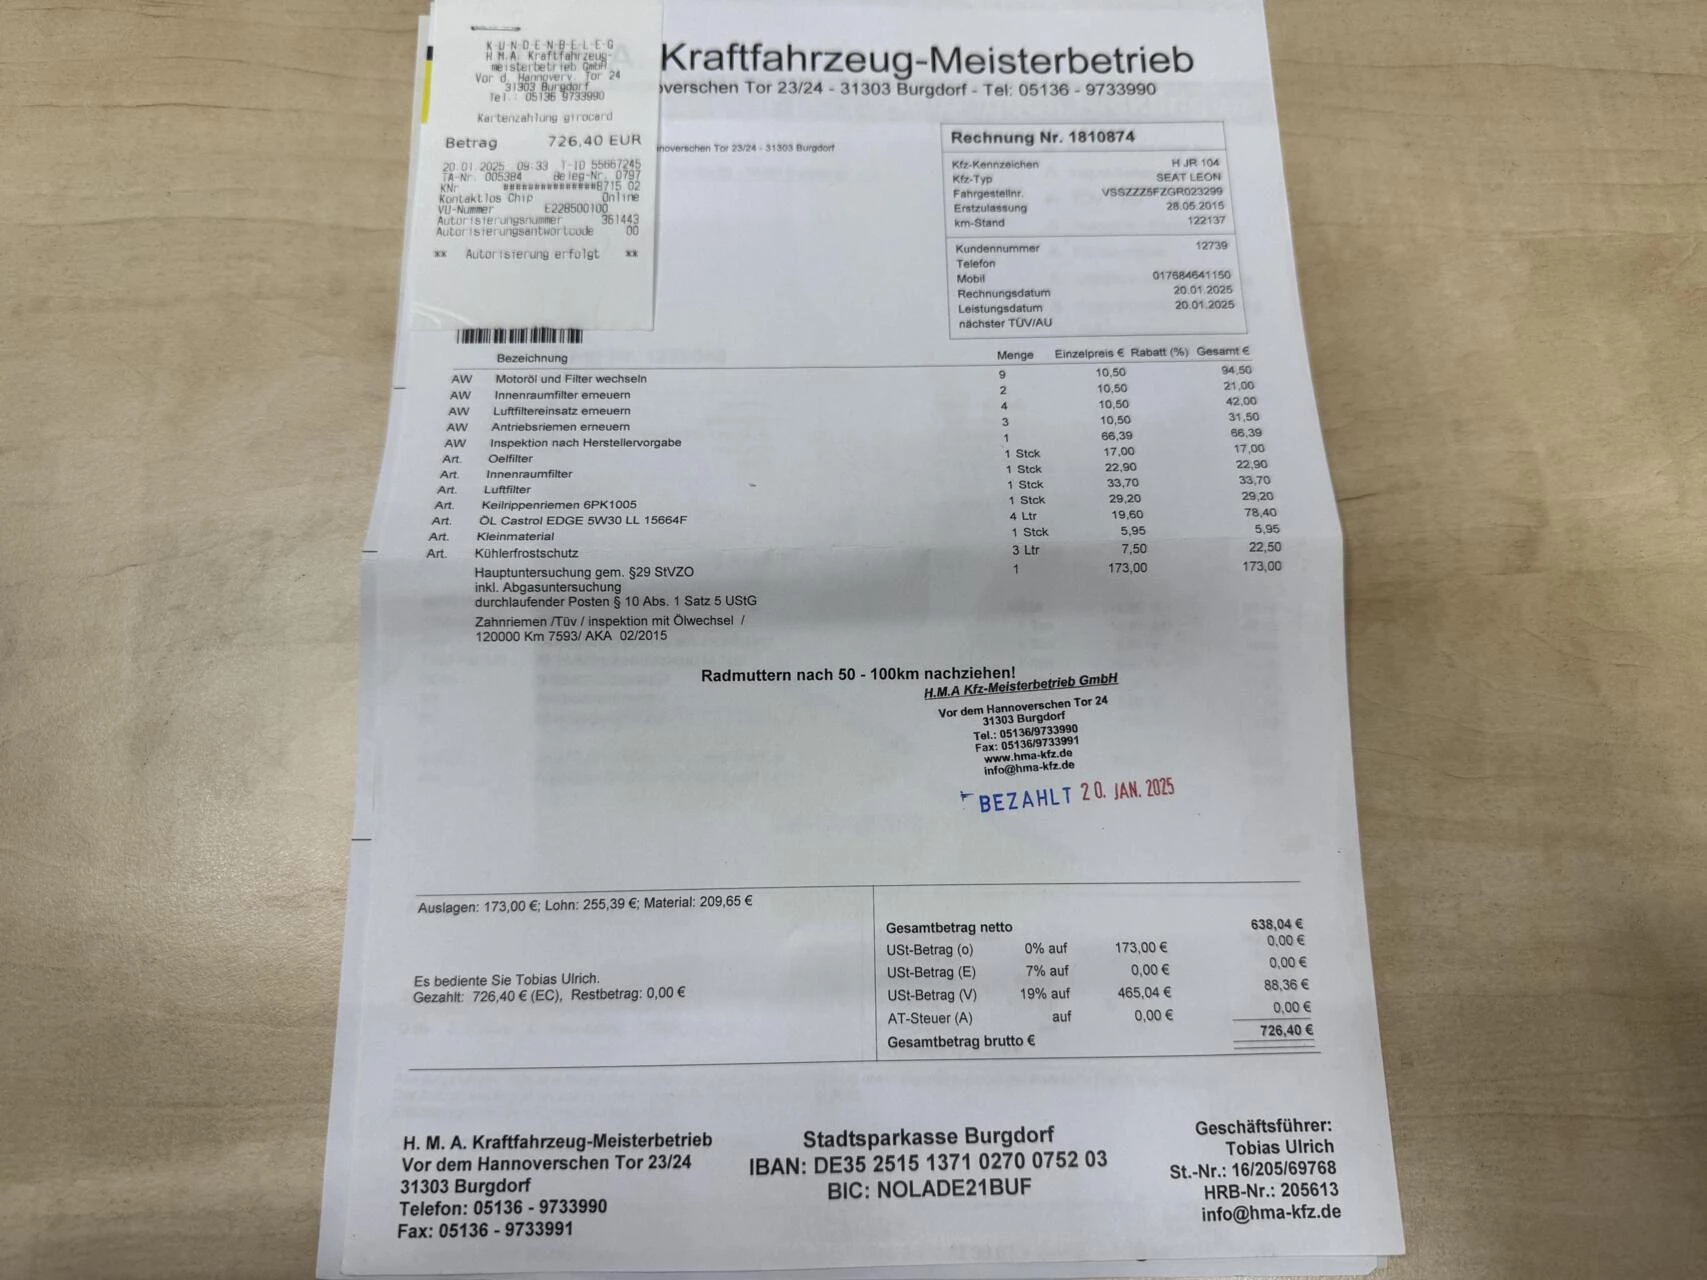 K-U-N-D-E-N-B-E-L-E-G
H.M.A. Kraftfahrzeug-
meisterbetrieb GmbH
Vor d. Hannoverv. Tor 24
31303 Burgdorf
Tel.: 05136 9733990
Kartenzahlung girocard
Betrag 726,40 EUR
20.01.2025 09:33 T-ID 55667245
TA-Nr. 005384 Beleg-Nr. 0797
KNr ###############8715 02
Kontaktlos Chip Online
VU-Nummer E228500100
Autorisierungsnummer 361443
Autorisierungsantwortcode 00
** Autorisierung erfolgt **
Kraftfahrzeug-Meisterbetrieb
overschen Tor 23/24 - 31303 Burgdorf - Tel: 05136 - 9733990
noverschen Tor 23/24 - 31303 Burgdorf
Rechnung Nr. 1810874
Kfz-Kennzeichen H JR 104
Kfz-Typ SEAT LEON
Fahrgestellnr. VSSZZZ5FZGR023299
Erstzulassung 28.05.2015
km-Stand 122137
Kundennummer 12739
Telefon
Mobil 017684641150
Rechnungsdatum 20.01.2025
Leistungsdatum 20.01.2025
nächster TÜV/AU
Bezeichnung Menge Einzelpreis € Rabatt (%) Gesamt €
AW Motoröl und Filter wechseln 9 10,50 94,50
AW Innenraumfilter erneuern 2 10,50 21,00
AW Luftfiltereinsatz erneuern 4 10,50 42,00
AW Antriebsriemen erneuern 3 10,50 31,50
AW Inspektion nach Herstellervorgabe 1 66,39 66,39
Art. Oelfilter 1 Stck 17,00 17,00
Art. Innenraumfilter 1 Stck 22,90 22,90
Art. Luftfilter 1 Stck 33,70 33,70
Art. Keilrippenriemen 6PK1005 1 Stck 29,20 29,20
Art. ÖL Castrol EDGE 5W30 LL 15664F 4 Ltr 19,60 78,40
Art. Kleinmaterial 1 Stck 5,95 5,95
Art. Kühlerfrostschutz 3 Ltr 7,50 22,50
Hauptuntersuchung gem. §29 StVZO 1 173,00 173,00
inkl. Abgasuntersuchung
durchlaufender Posten § 10 Abs. 1 Satz 5 UStG
Zahnriemen /Tüv / inspektion mit Ölwechsel /
120000 Km 7593/ AKA 02/2015
Radmuttern nach 50 - 100km nachziehen!
H.M.A Kfz-Meisterbetrieb GmbH
Vor dem Hannoverschen Tor 24
31303 Burgdorf
Tel.: 05136/9733990
Fax: 05136/9733991
www.hma-kfz.de
info@hma-kfz.de
BEZAHLT 20. JAN. 2025
Auslagen: 173,00 €; Lohn: 255,39 €; Material: 209,65 €
Es bediente Sie Tobias Ulrich.
Gezahlt: 726,40 € (EC), Restbetrag: 0,00 €
Gesamtbetrag netto 638,04 €
USt-Betrag (o) 0% auf 173,00 € 0,00 €
USt-Betrag (E) 7% auf 0,00 € 0,00 €
USt-Betrag (V) 19% auf 465,04 € 88,36 €
AT-Steuer (A) auf 0,00 € 0,00 €
Gesamtbetrag brutto € 726,40 €
H. M. A. Kraftfahrzeug-Meisterbetrieb
Vor dem Hannoverschen Tor 23/24
31303 Burgdorf
Telefon: 05136 - 9733990
Fax: 05136 - 9733991
Stadtsparkasse Burgdorf
IBAN: DE35 2515 1371 0270 0752 03
BIC: NOLADE21BUF
Geschäftsführer:
Tobias Ulrich
St.-Nr.: 16/205/69768
HRB-Nr.: 205613
info@hma-kfz.de